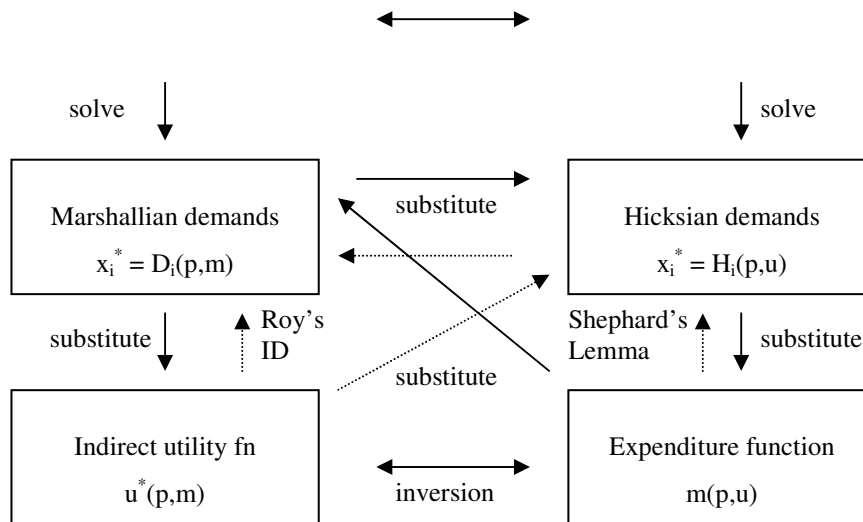 solve
solve
Marshallian demands
x_i^* = D_i(p,m)
substitute
Hicksian demands
x_i^* = H_i(p,u)
substitute
Roy's
ID
substitute
Shephard's
Lemma
substitute
Indirect utility fn
u^*(p,m)
inversion
Expenditure function
m(p,u)